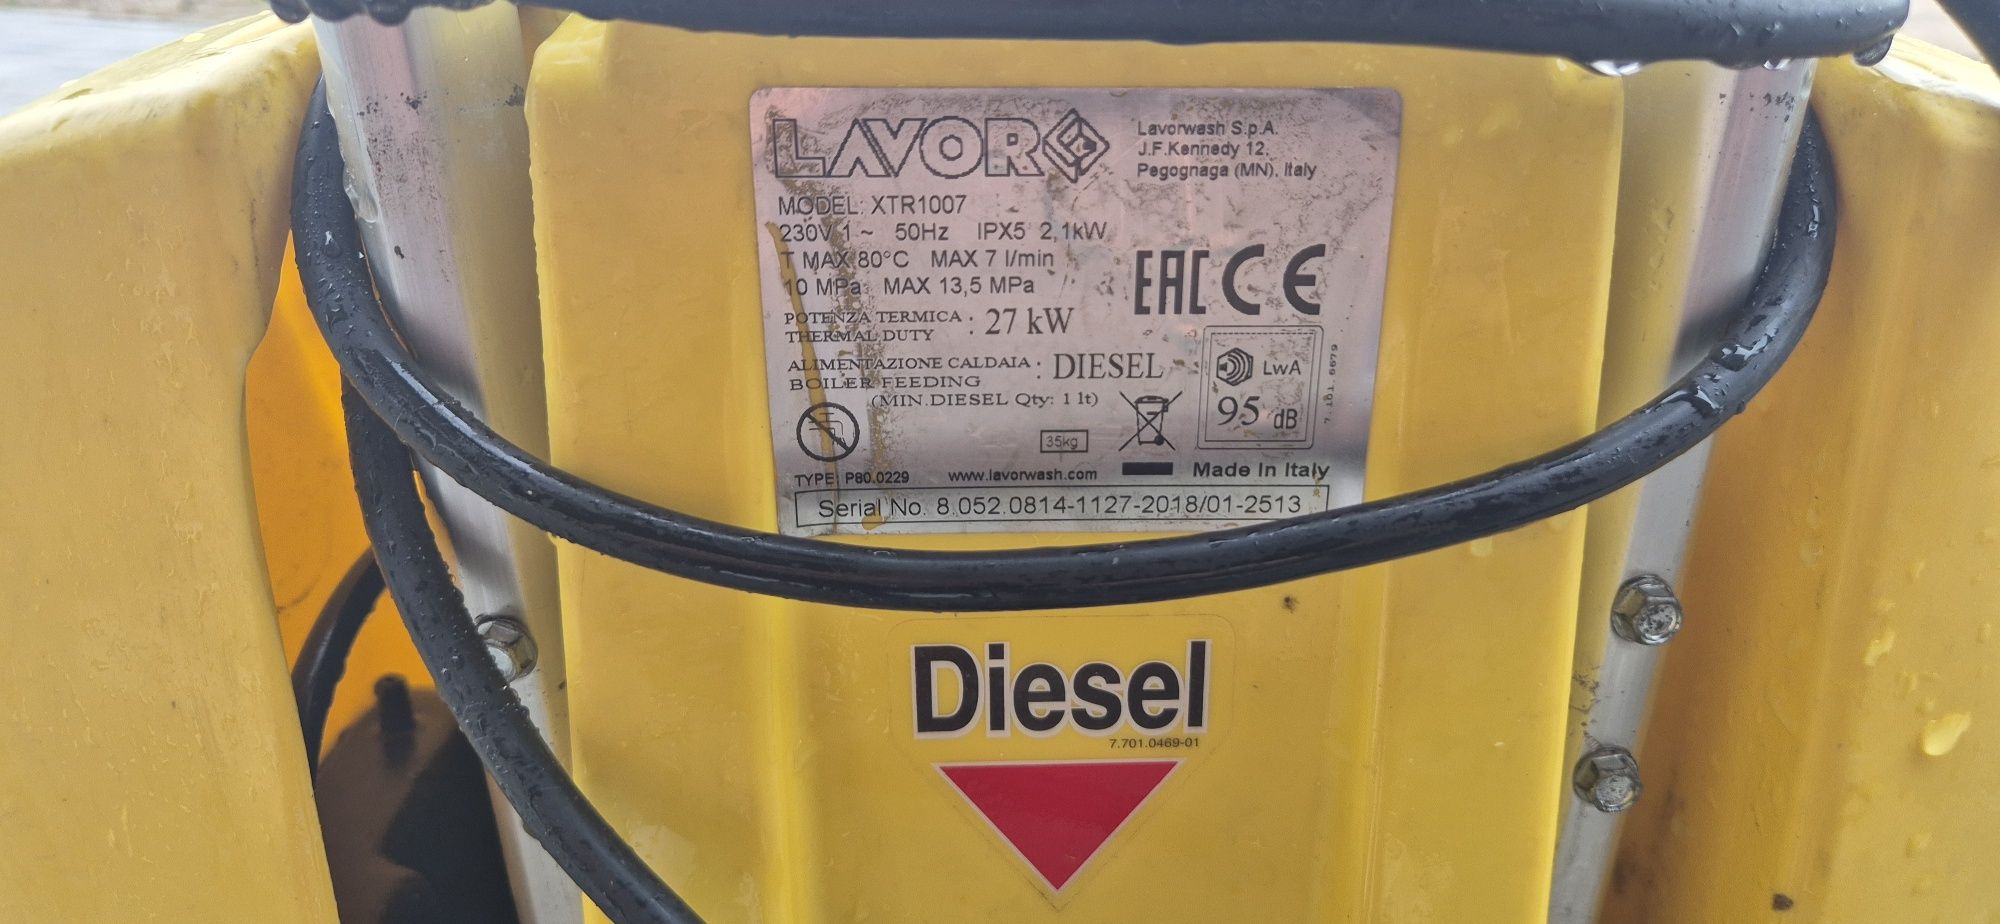 LAVOR
Lavorwash S.p.A.
J.F.Kennedy 12,
Pegognaga (MN), Italy
MODEL: XTR1007
230V 1 ~ 50Hz IPX5 2,1kW
T MAX 80°C MAX 7 l/min
10 MPa MAX 13,5 MPa
EAC CE
POTENZA TERMICA : 27 kW
THERMAL DUTY
ALIMENTAZIONE CALDAIA : DIESEL
BOILER FEEDING
(MIN.DIESEL Qty: 1 lt)
LwA
95 dB
7.101.6679
35kg
TYPE: P80.0229 www.lavorwash.com Made In Italy
Serial No. 8.052.0814-1127-2018/01-2513
Diesel
7.701.0469-01